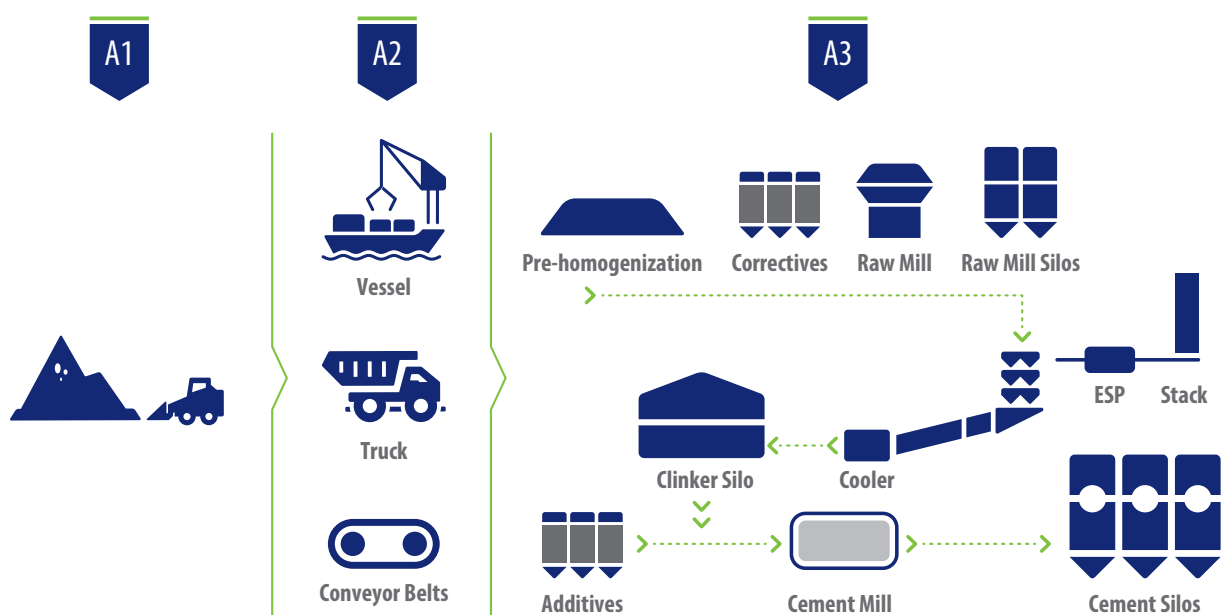 A1
A2
A3
Vessel
Truck
Conveyor Belts
Pre-homogenization
Correctives
Raw Mill
Raw Mill Silos
ESP
Stack
Clinker Silo
Cooler
Additives
Cement Mill
Cement Silos